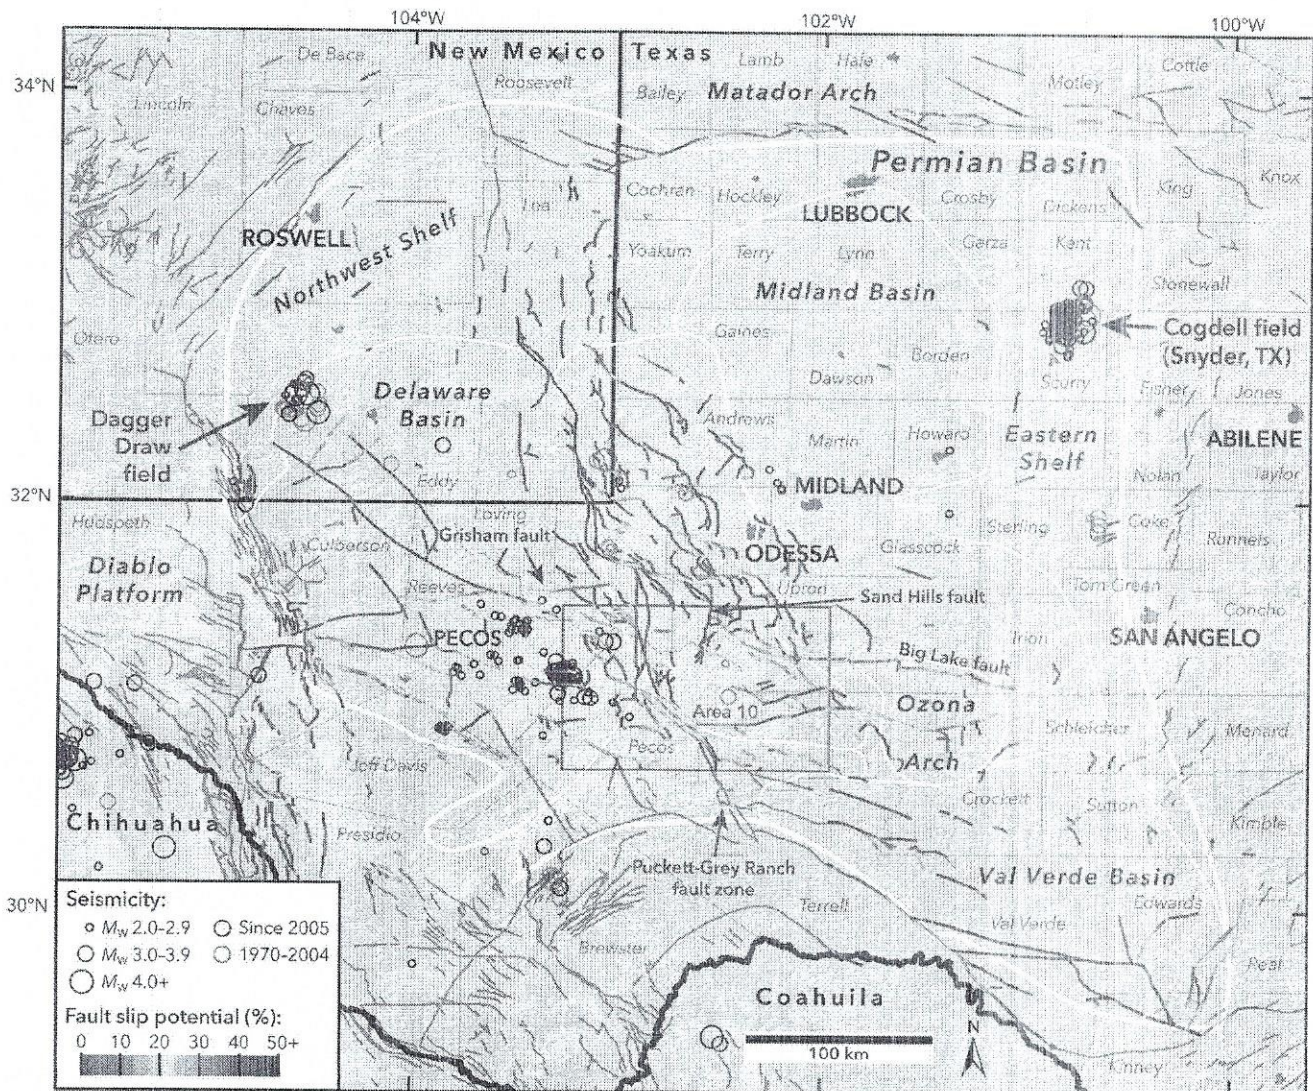 104°W
102°W
100°W
34°N
32°N
30°N
New Mexico
Texas
De Baca
Roosevelt
Lincoln
Chaves
Lamb
Hale
Bailey
Matador Arch
Motley
Cottle
Permian Basin
Cochran
Hockley
LUBBOCK
Crosby
Dickens
King
Knox
Lea
ROSWELL
Northwest Shelf
Yoakum
Terry
Lynn
Garza
Kent
Stonewall
Midland Basin
Otero
Gaines
Borden
Dawson
Scurry
Cogdell field
(Snyder, TX)
Fisher
Jones
Delaware
Basin
Dagger
Draw
field
Andrews
Martin
Howard
Eastern
Shelf
ABILENE
Eddy
MIDLAND
Nolan
Taylor
Hudspeth
Loving
Grisham fault
Culberson
ODESSA
Glasscock
Sterling
Coke
Runnels
Diablo
Platform
Reeves
Upton
Sand Hills fault
Tom Green
Concho
PECOS
Irion
SAN ANGELO
Big Lake fault
Area 10
Ozona
Arch
Pecos
Schleicher
Menard
Jeff Davis
Crockett
Sutton
Kimble
Chihuahua
Presidio
Puckett-Grey Ranch
fault zone
Val Verde Basin
Terrell
Val Verde
Edwards
Brewster
Real
Coahuila
Kinney
N
100 km
Seismicity:
Mw 2.0–2.9
Since 2005
Mw 3.0–3.9
1970-2004
Mw 4.0+
Fault slip potential (%):
0 10 20 30 40 50+